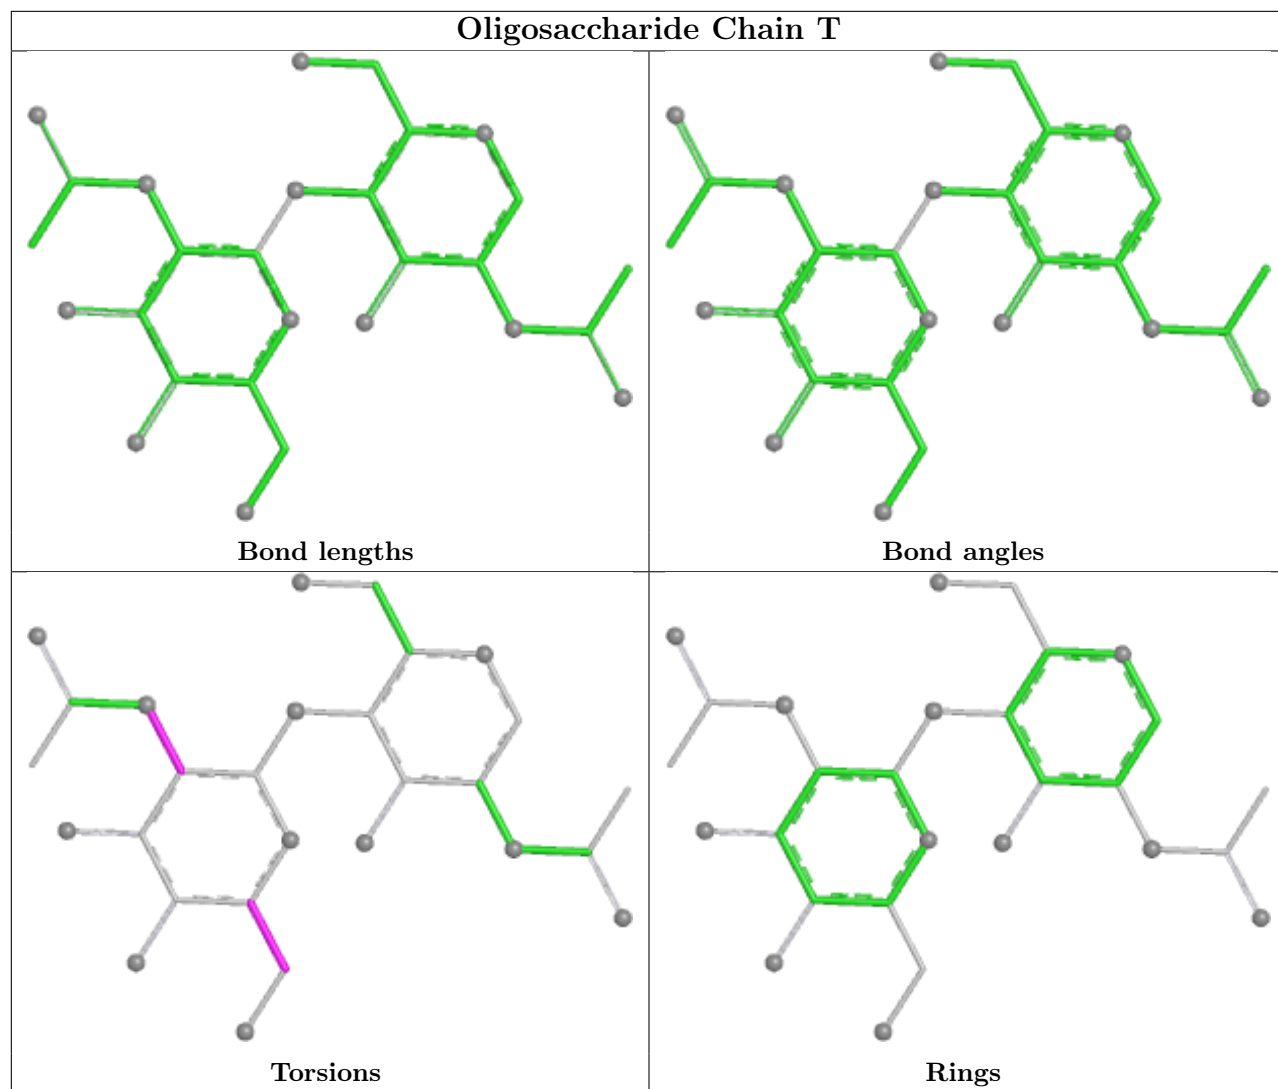 Oligosaccharide Chain T
Bond lengths
Bond angles
Torsions
Rings